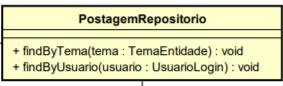 PostagemRepositorio
+ findByTema(tema : TemaEntidade) : void
+ findByUsuario(usuario : UsuarioLogin) : void